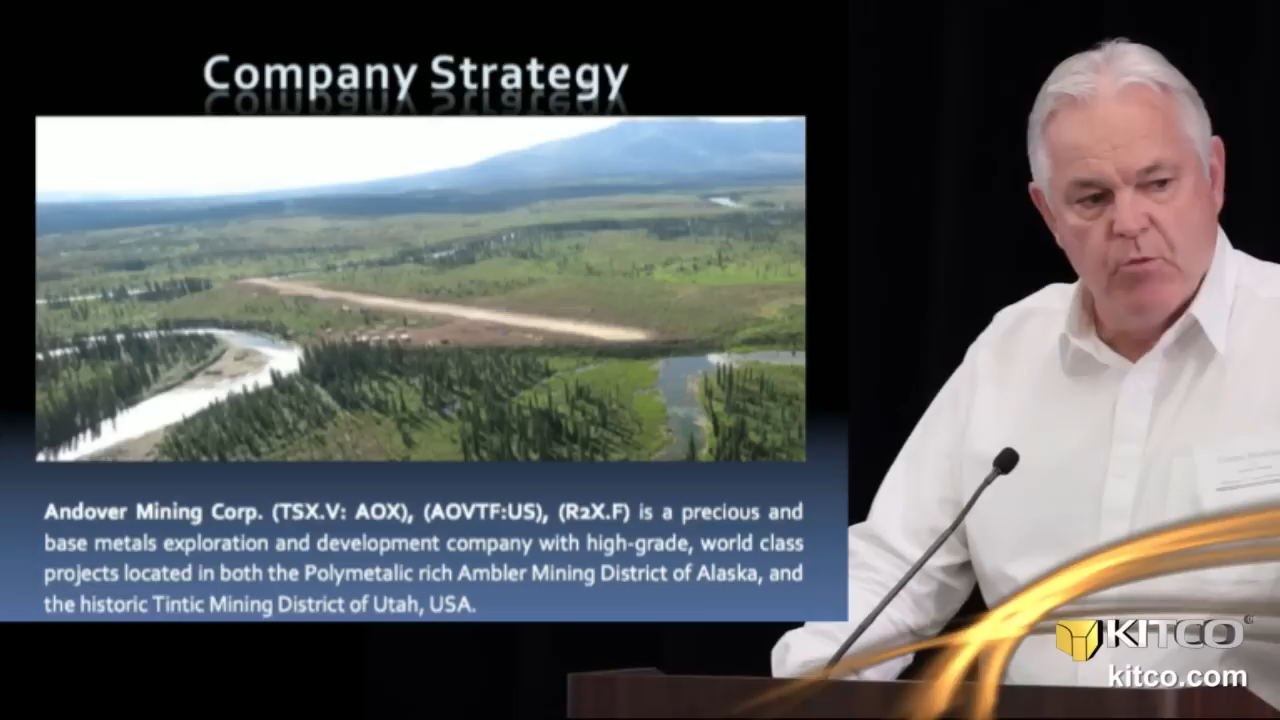 Company Strategy
Andover Mining Corp. (TSX.V: AOX), (AOVTF:US), (R2X.F) is a precious and
base metals exploration and development company with high-grade, world class
projects located in both the Polymetalic rich Ambler Mining District of Alaska, and
the historic Tintic Mining District of Utah, USA.
KITCO
kitco.com